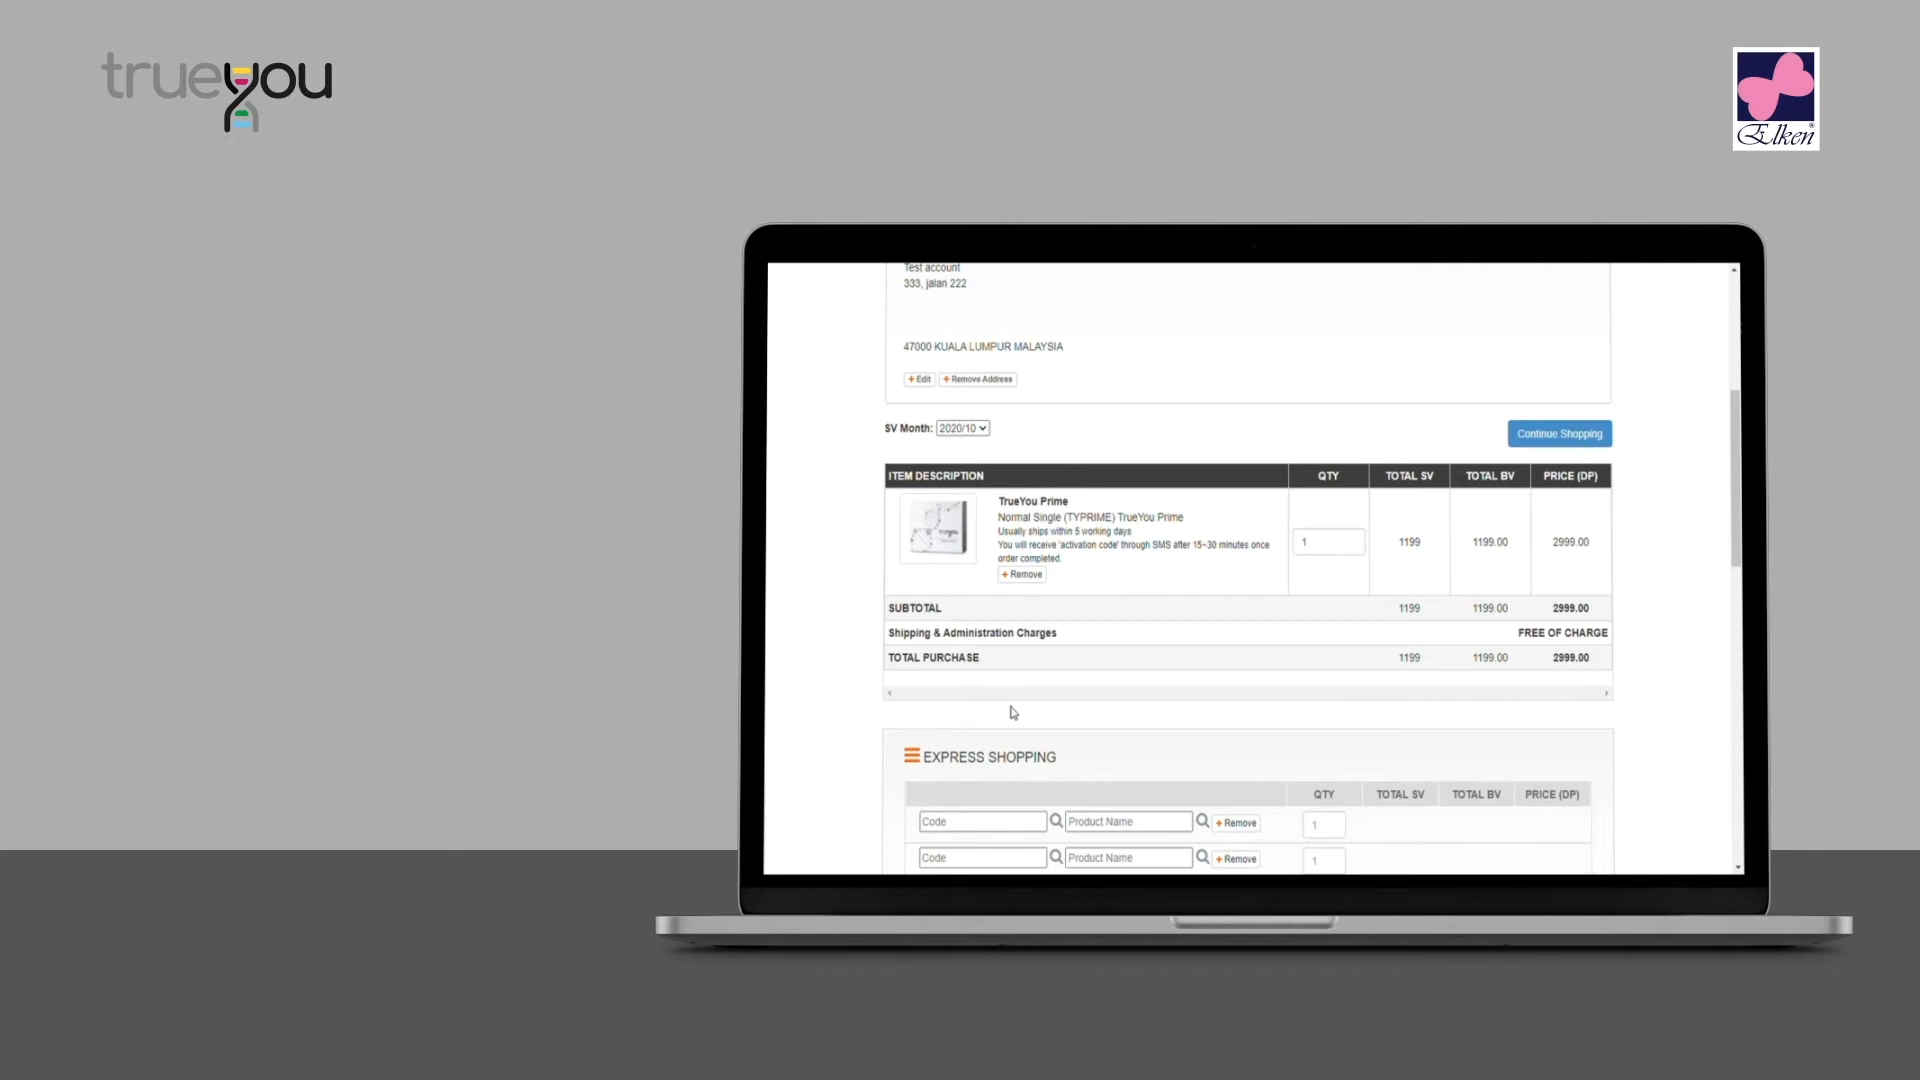 trueyou
Elken®
Test account
333, jalan 222
47000 KUALA LUMPUR MALAYSIA
+ Edit + Remove Address
SV Month: 2020/10
Continue Shopping
ITEM DESCRIPTION QTY TOTAL SV TOTAL BV PRICE (DP)
TrueYou Prime
Normal Single (TYPRIME) TrueYou Prime
Usually ships within 5 working days
You will receive 'activation code' through SMS after 15~30 minutes once
order completed.
1 1199 1199.00 2999.00
+ Remove
trueyou
SUBTOTAL 1199 1199.00 2999.00
Shipping & Administration Charges FREE OF CHARGE
TOTAL PURCHASE 1199 1199.00 2999.00
EXPRESS SHOPPING
QTY TOTAL SV TOTAL BV PRICE (DP)
Code Product Name + Remove 1
Code Product Name + Remove 1